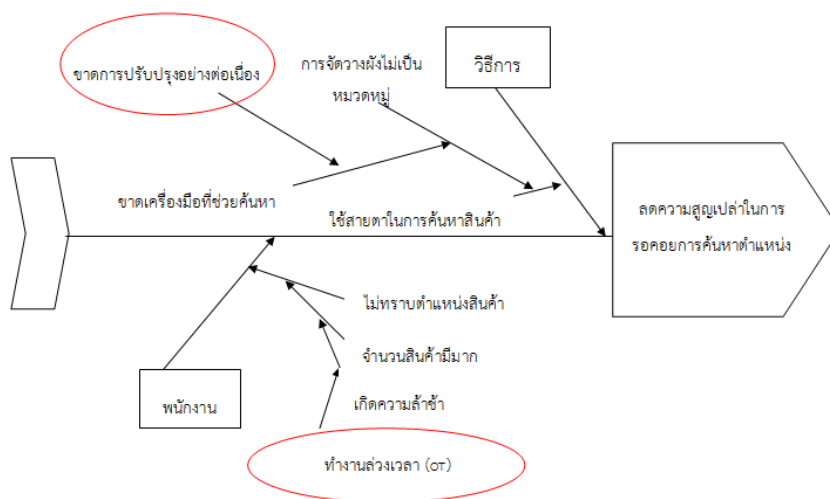 ขาดการปรับปรุงอย่างต่อเนื่อง
การจัดวางผังไม่เป็น
หมวดหมู่
วิธีการ
ขาดเครื่องมือที่ช่วยค้นหา
ใช้สายตาในการค้นหาสินค้า
ลดความสูญเปล่าในการ
รอคอยการค้นหาตำแหน่ง
ไม่ทราบตำแหน่งสินค้า
จำนวนสินค้ามีมาก
พนักงาน
เกิดความล้าช้า
ทำงานล่วงเวลา (OT)